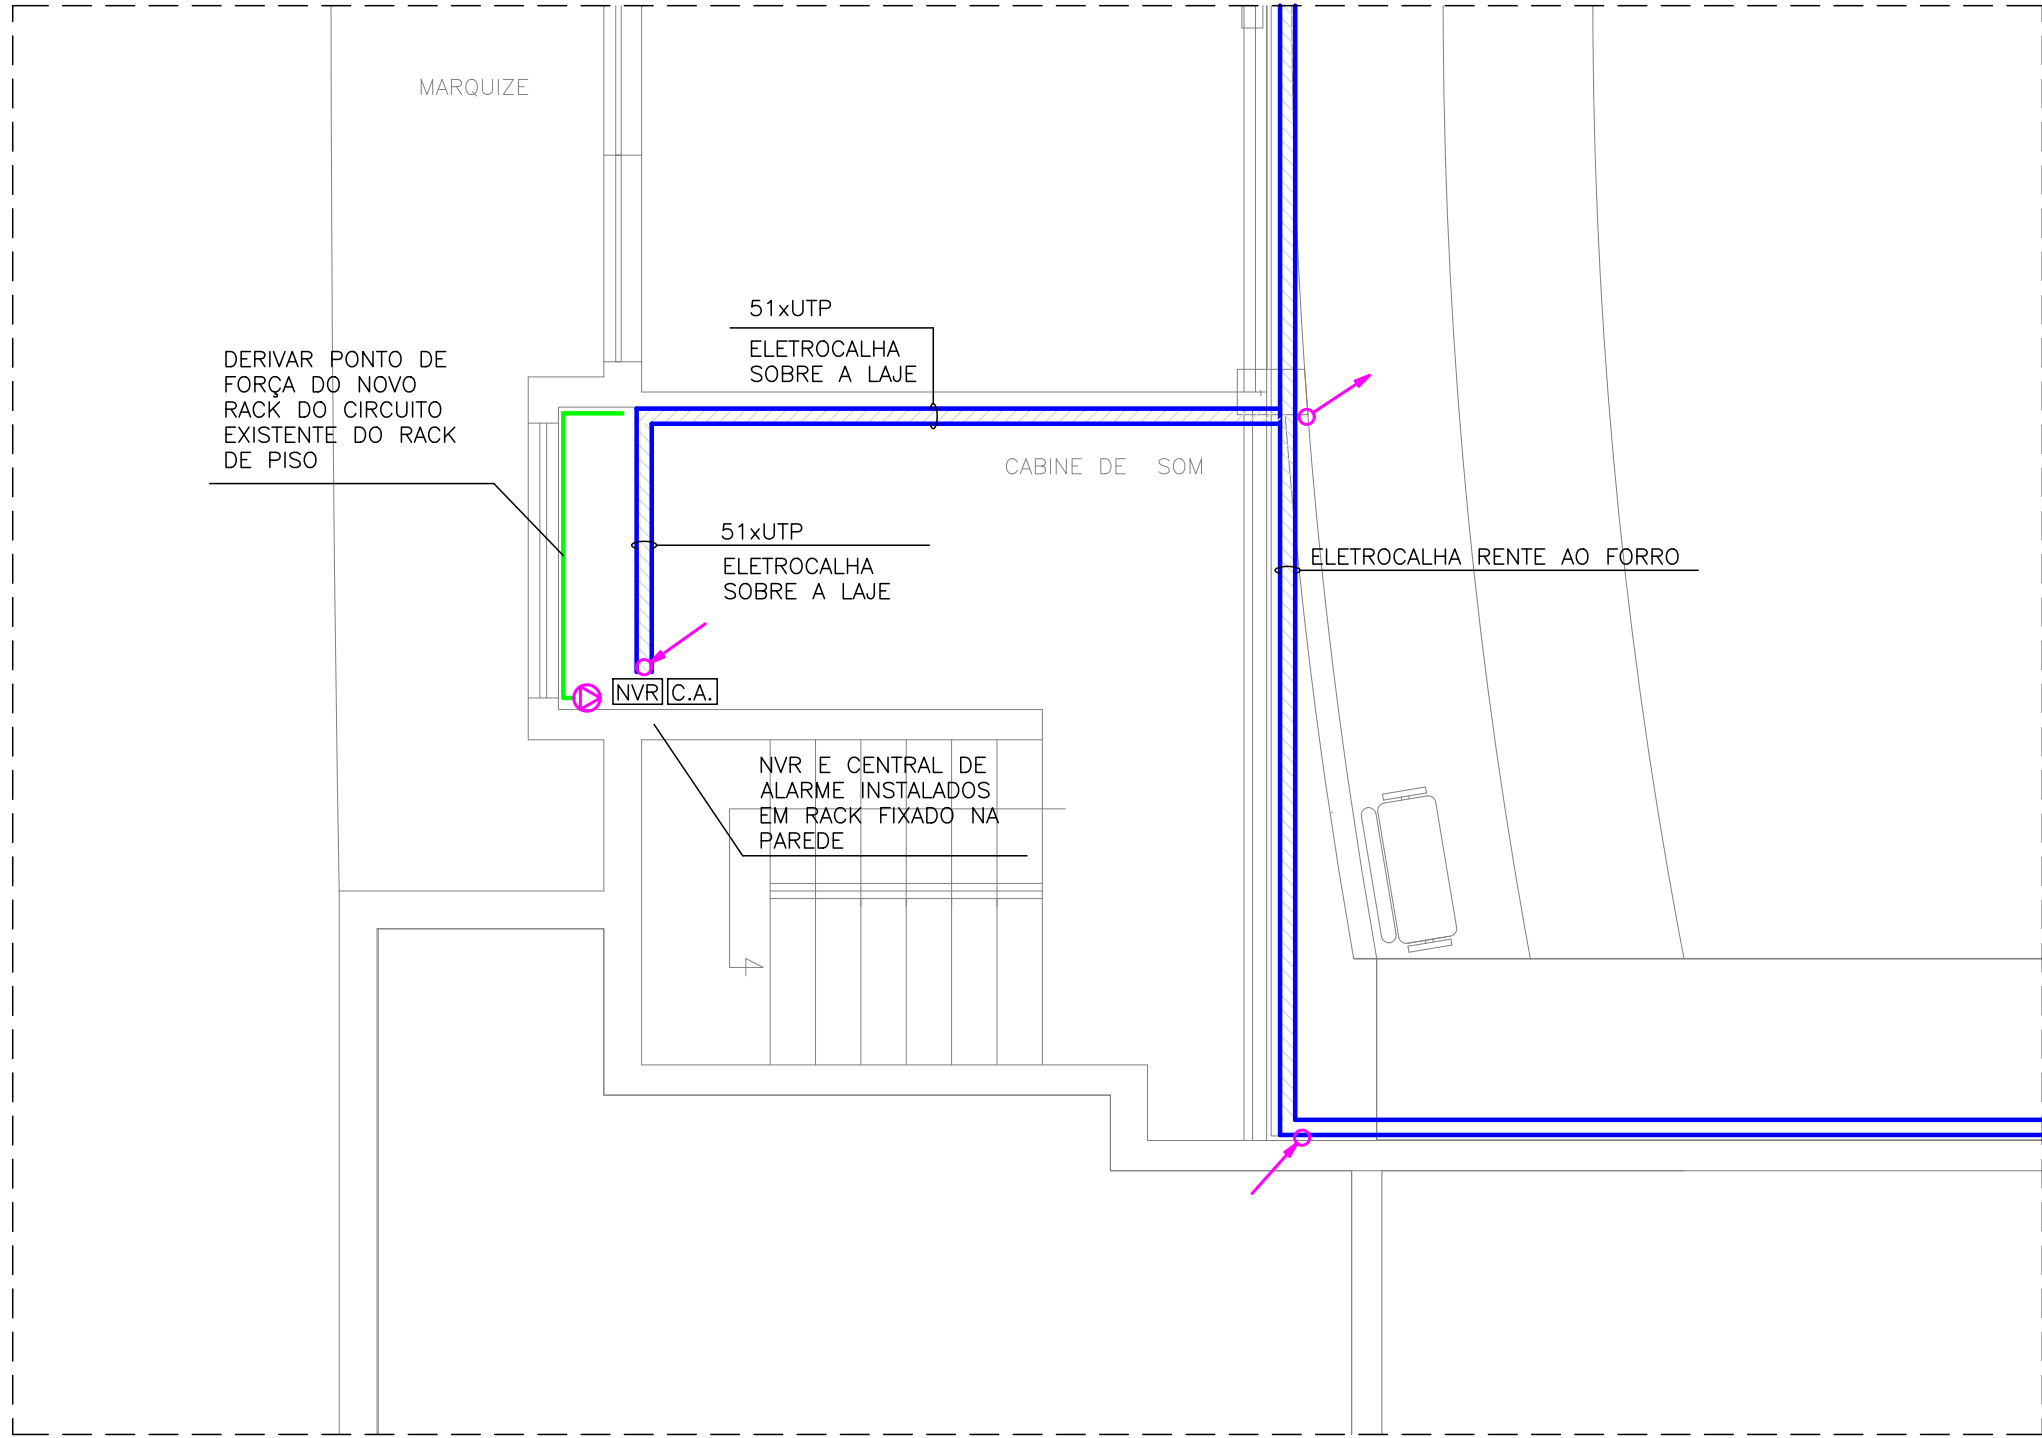 MARQUIZE
51xUTP
ELETROCALHA
SOBRE A LAJE
DERIVAR PONTO DE
FORÇA DO NOVO
RACK DO CIRCUITO
EXISTENTE DO RACK
DE PISO
CABINE DE SOM
51xUTP
ELETROCALHA
SOBRE A LAJE
ELETROCALHA RENTE AO FORRO
NVR C.A.
NVR E CENTRAL DE
ALARME INSTALADOS
EM RACK FIXADO NA
PAREDE